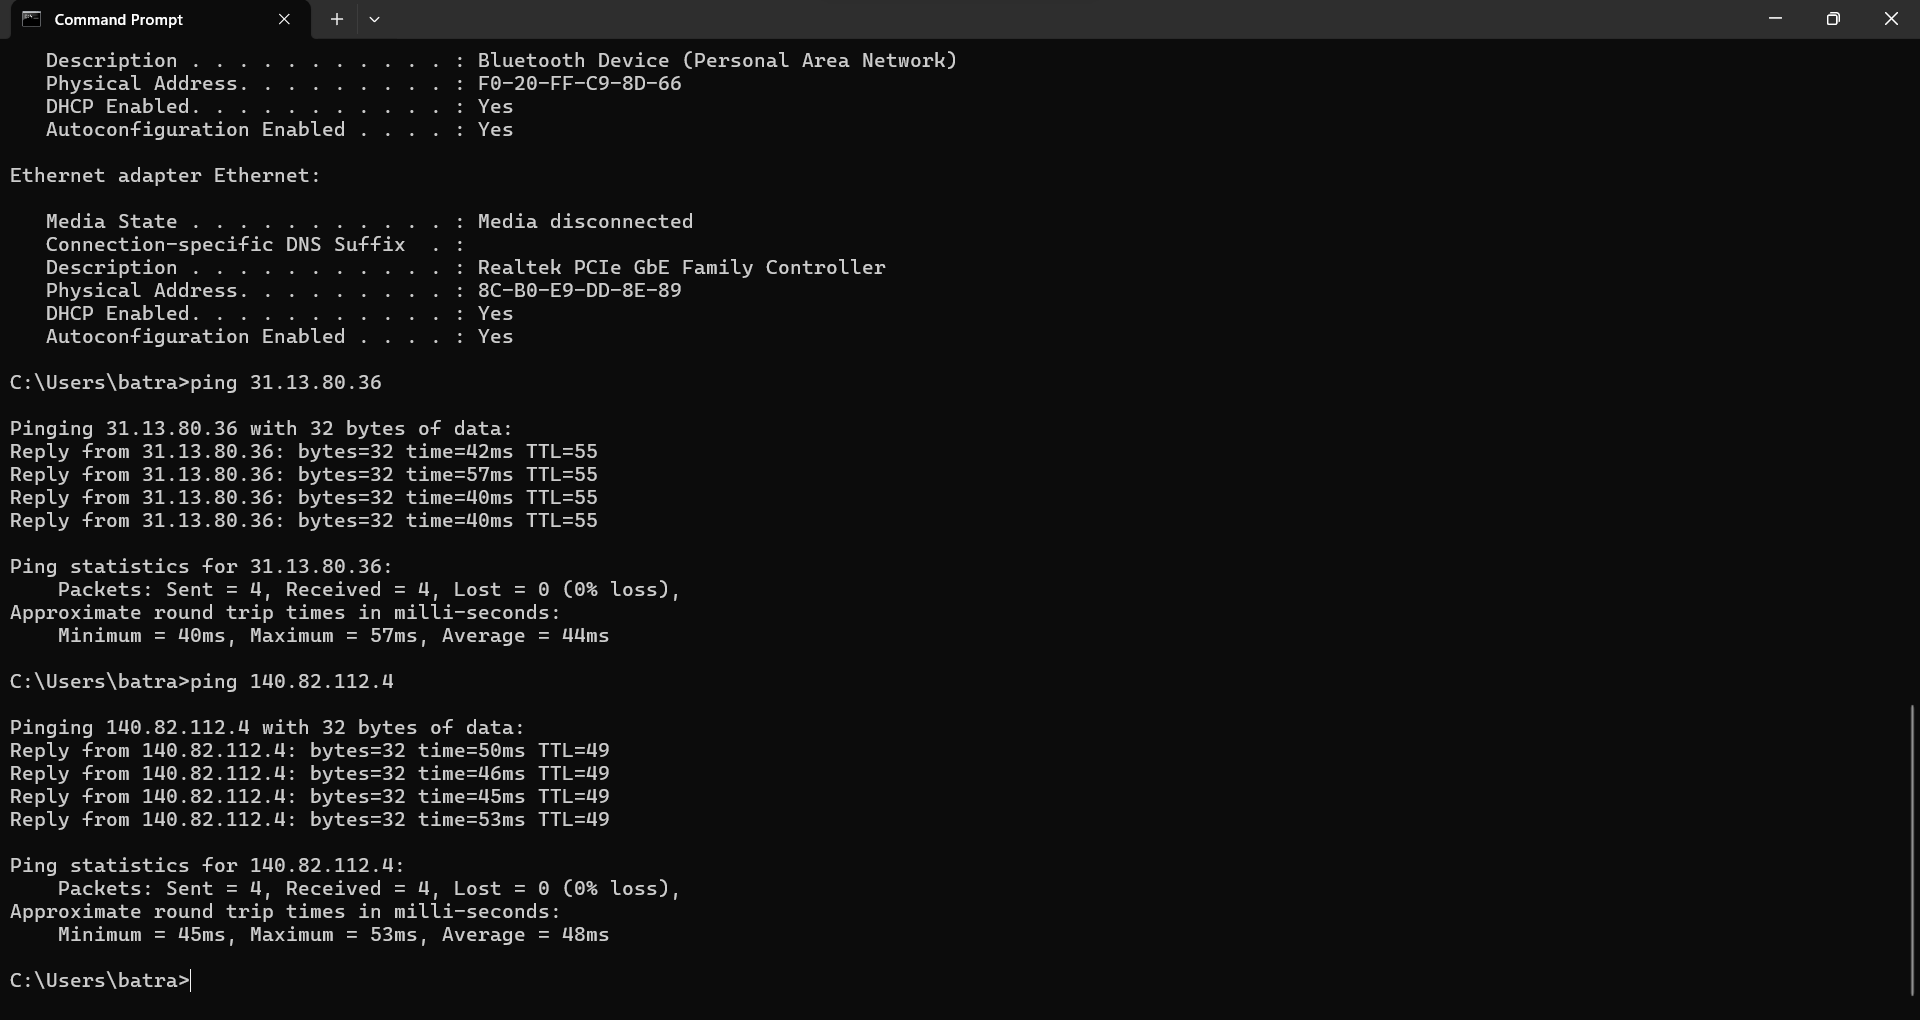 Command Prompt
Description . . . . . . . . . . . : Bluetooth Device (Personal Area Network)
Physical Address. . . . . . . . . : F0-20-FF-C9-8D-66
DHCP Enabled. . . . . . . . . . . : Yes
Autoconfiguration Enabled . . . . : Yes
Ethernet adapter Ethernet:
Media State . . . . . . . . . . . : Media disconnected
Connection-specific DNS Suffix  . :
Description . . . . . . . . . . . : Realtek PCIe GbE Family Controller
Physical Address. . . . . . . . . : 8C-B0-E9-DD-8E-89
DHCP Enabled. . . . . . . . . . . : Yes
Autoconfiguration Enabled . . . . : Yes
C:\Users\batra>ping 31.13.80.36
Pinging 31.13.80.36 with 32 bytes of data:
Reply from 31.13.80.36: bytes=32 time=42ms TTL=55
Reply from 31.13.80.36: bytes=32 time=57ms TTL=55
Reply from 31.13.80.36: bytes=32 time=40ms TTL=55
Reply from 31.13.80.36: bytes=32 time=40ms TTL=55
Ping statistics for 31.13.80.36:
Packets: Sent = 4, Received = 4, Lost = 0 (0% loss),
Approximate round trip times in milli-seconds:
Minimum = 40ms, Maximum = 57ms, Average = 44ms
C:\Users\batra>ping 140.82.112.4
Pinging 140.82.112.4 with 32 bytes of data:
Reply from 140.82.112.4: bytes=32 time=50ms TTL=49
Reply from 140.82.112.4: bytes=32 time=46ms TTL=49
Reply from 140.82.112.4: bytes=32 time=45ms TTL=49
Reply from 140.82.112.4: bytes=32 time=53ms TTL=49
Ping statistics for 140.82.112.4:
Packets: Sent = 4, Received = 4, Lost = 0 (0% loss),
Approximate round trip times in milli-seconds:
Minimum = 45ms, Maximum = 53ms, Average = 48ms
C:\Users\batra>